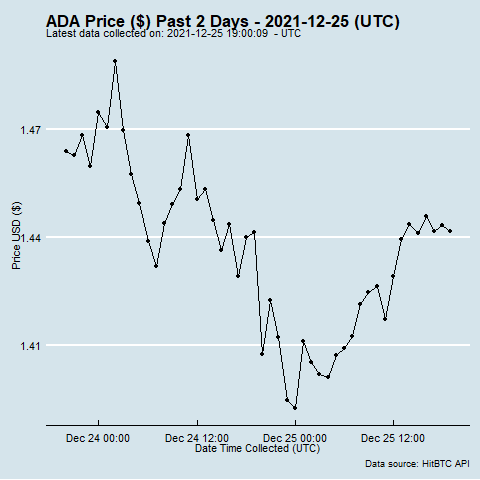 ADA Price ($) Past 2 Days - 2021-12-25 (UTC)
Latest data collected on: 2021-12-25 19:00:09 - UTC
1.47
1.44
1.41
Price USD ($)
Dec 24 00:00 Dec 24 12:00 Dec 25 00:00 Dec 25 12:00
Date Time Collected (UTC)
Data source: HitBTC API